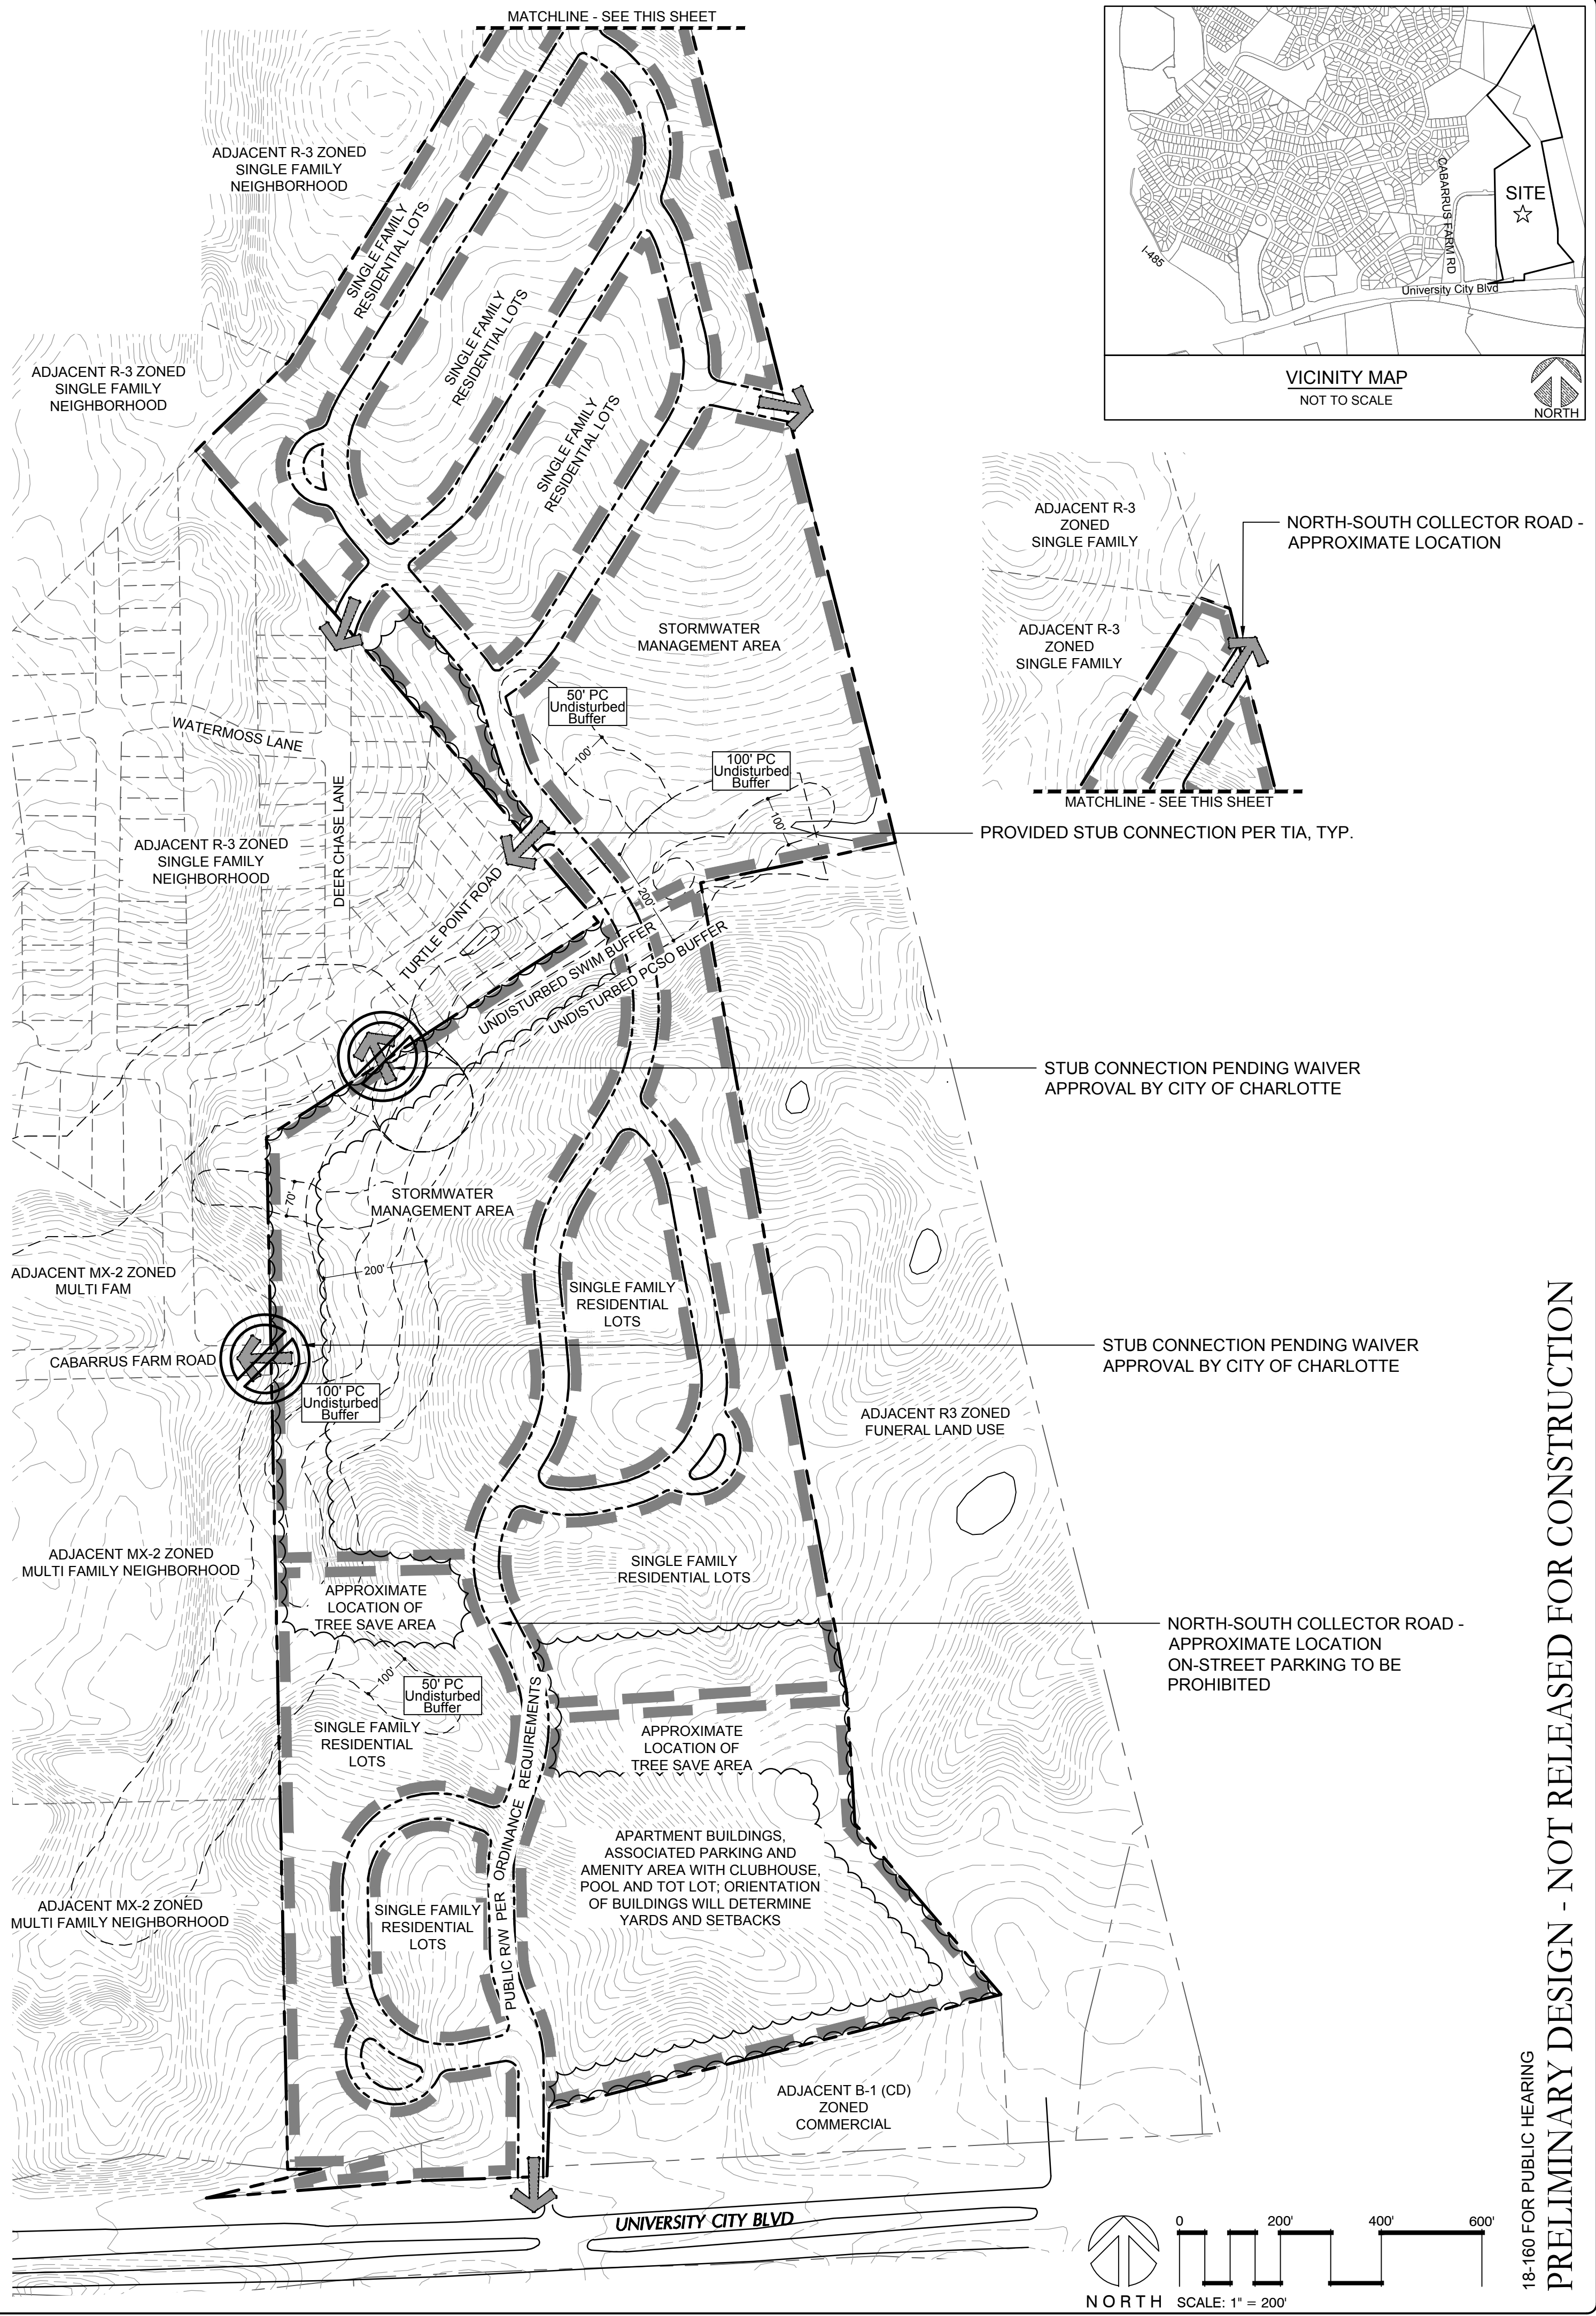 MATCHLINE - SEE THIS SHEET
ADJACENT R-3 ZONED
SINGLE FAMILY
NEIGHBORHOOD
SINGLE FAMILY
RESIDENTIAL LOTS
SINGLE FAMILY
RESIDENTIAL LOTS
SINGLE FAMILY
RESIDENTIAL LOTS
ADJACENT R-3 ZONED
SINGLE FAMILY
NEIGHBORHOOD
CABARRUS FARM RD
SITE
I-485
University City Blvd
VICINITY MAP
NOT TO SCALE
NORTH
ADJACENT R-3
ZONED
SINGLE FAMILY
NORTH-SOUTH COLLECTOR ROAD -
APPROXIMATE LOCATION
ADJACENT R-3
ZONED
SINGLE FAMILY
MATCHLINE - SEE THIS SHEET
STORMWATER
MANAGEMENT AREA
50' PC
Undisturbed
Buffer
100'
100' PC
Undisturbed
Buffer
100'
WATERMOSS LANE
DEER CHASE LANE
PROVIDED STUB CONNECTION PER TIA, TYP.
ADJACENT R-3 ZONED
SINGLE FAMILY
NEIGHBORHOOD
TURTLE POINT ROAD
200'
UNDISTURBED SWIM BUFFER
UNDISTURBED PCSO BUFFER
STUB CONNECTION PENDING WAIVER
APPROVAL BY CITY OF CHARLOTTE
70'
STORMWATER
MANAGEMENT AREA
200'
ADJACENT MX-2 ZONED
MULTI FAM
SINGLE FAMILY
RESIDENTIAL
LOTS
STUB CONNECTION PENDING WAIVER
APPROVAL BY CITY OF CHARLOTTE
CABARRUS FARM ROAD
100' PC
Undisturbed
Buffer
ADJACENT R3 ZONED
FUNERAL LAND USE
ADJACENT MX-2 ZONED
MULTI FAMILY NEIGHBORHOOD
SINGLE FAMILY
RESIDENTIAL LOTS
APPROXIMATE
LOCATION OF
TREE SAVE AREA
NORTH-SOUTH COLLECTOR ROAD -
APPROXIMATE LOCATION
ON-STREET PARKING TO BE
PROHIBITED
100'
50' PC
Undisturbed
Buffer
SINGLE FAMILY
RESIDENTIAL
LOTS
APPROXIMATE
LOCATION OF
TREE SAVE AREA
PUBLIC R/W PER ORDINANCE REQUIREMENTS
APARTMENT BUILDINGS,
ASSOCIATED PARKING AND
AMENITY AREA WITH CLUBHOUSE,
POOL AND TOT LOT; ORIENTATION
OF BUILDINGS WILL DETERMINE
YARDS AND SETBACKS
ADJACENT MX-2 ZONED
MULTI FAMILY NEIGHBORHOOD
SINGLE FAMILY
RESIDENTIAL
LOTS
ADJACENT B-1 (CD)
ZONED
COMMERCIAL
UNIVERSITY CITY BLVD
NORTH
0 200' 400' 600'
SCALE: 1" = 200'
18-160 FOR PUBLIC HEARING
PRELIMINARY DESIGN - NOT RELEASED FOR CONSTRUCTION